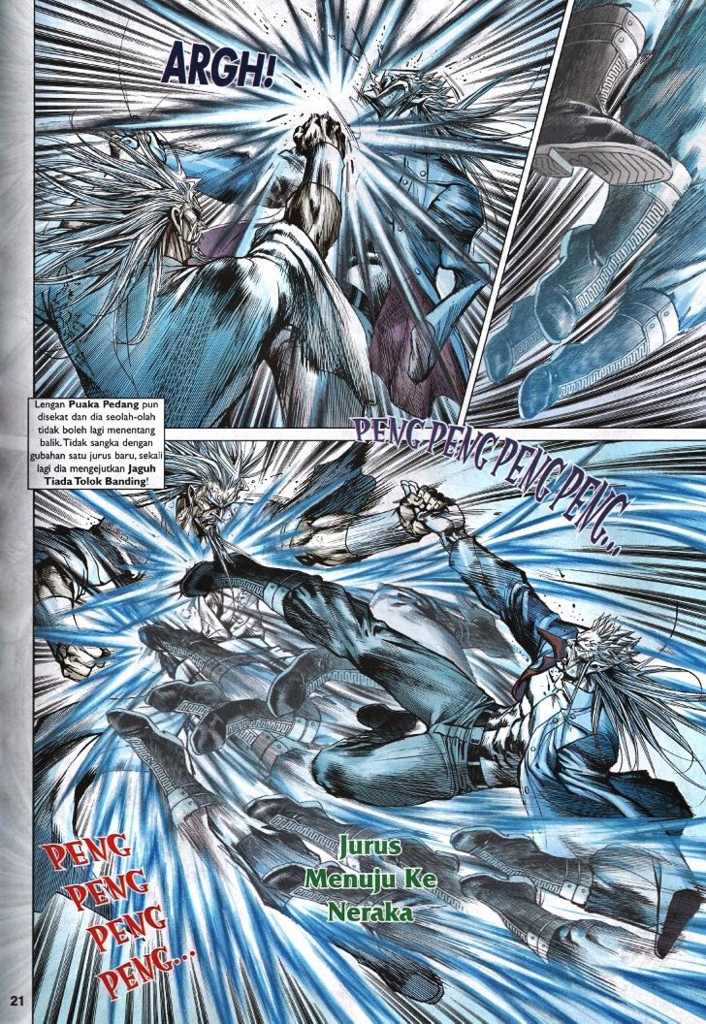 ARGH!
Lengan Puaka Pedang pun
disekat dan dia seolah-olah
tidak boleh lagi menentang
balik. Tidak sangka dengan
gubahan satu jurus baru, sekali
lagi dia mengejutkan Jaguh
Tiada Tolok Banding!
PENG PENG PENG PENG PENG...
PENG
PENG
PENG
PENG...
Jurus
Menuju Ke
Neraka
21